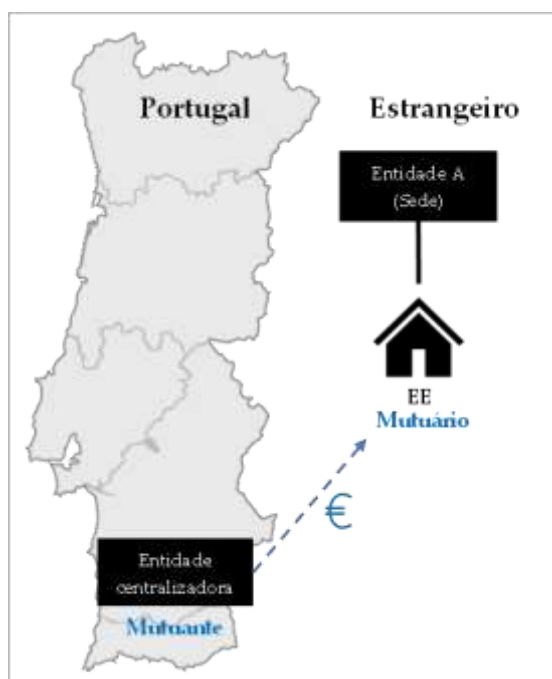 Portugal
Estrangeiro
Entidade A
(Sede)
EE
Mutuário
€
Entidade
centralizadora
Mutuante